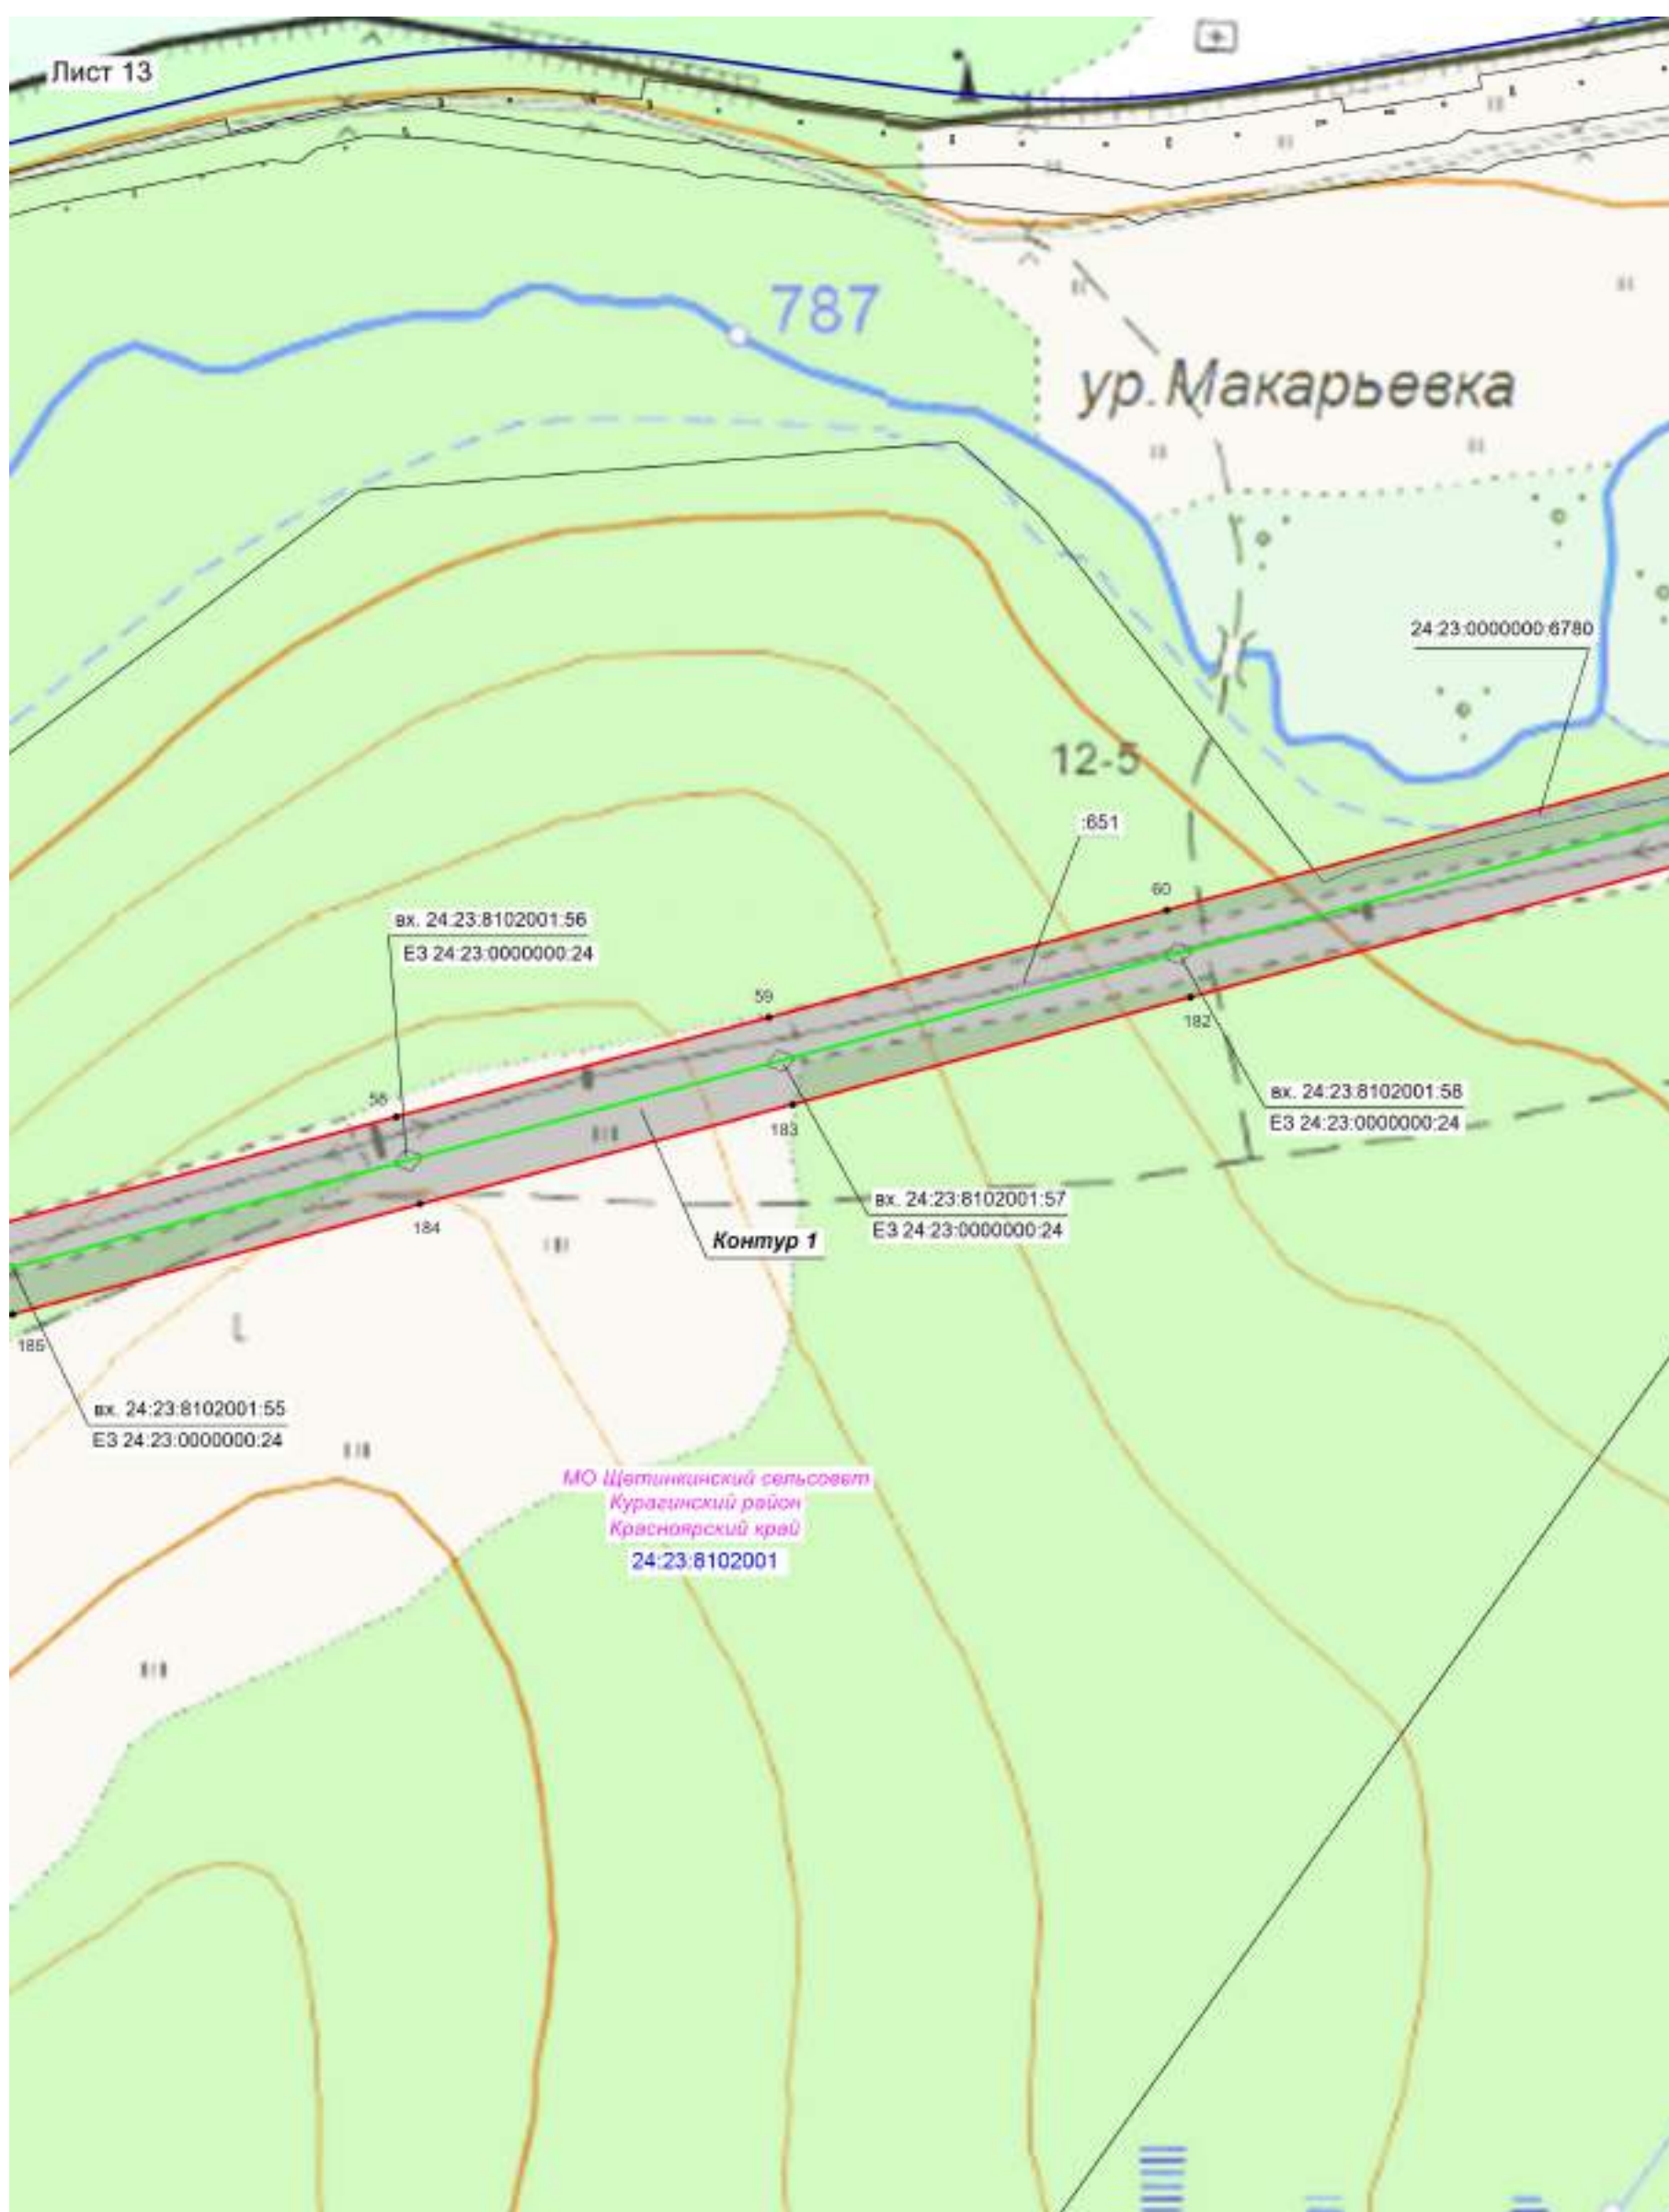 Лист 13
787
ур.Макарьевка
24:23:0000000:6780
12-5
:651
60
вх. 24:23:8102001:56
ЕЗ 24:23:0000000:24
59
182
58
вх. 24:23:8102001:58
ЕЗ 24:23:0000000:24
183
вх. 24:23:8102001:57
ЕЗ 24:23:0000000:24
184
Контур 1
185
вх. 24:23:8102001:55
ЕЗ 24:23:0000000:24
МО Щетинкинский сельсовет
Курагинский район
Красноярский край
24:23:8102001